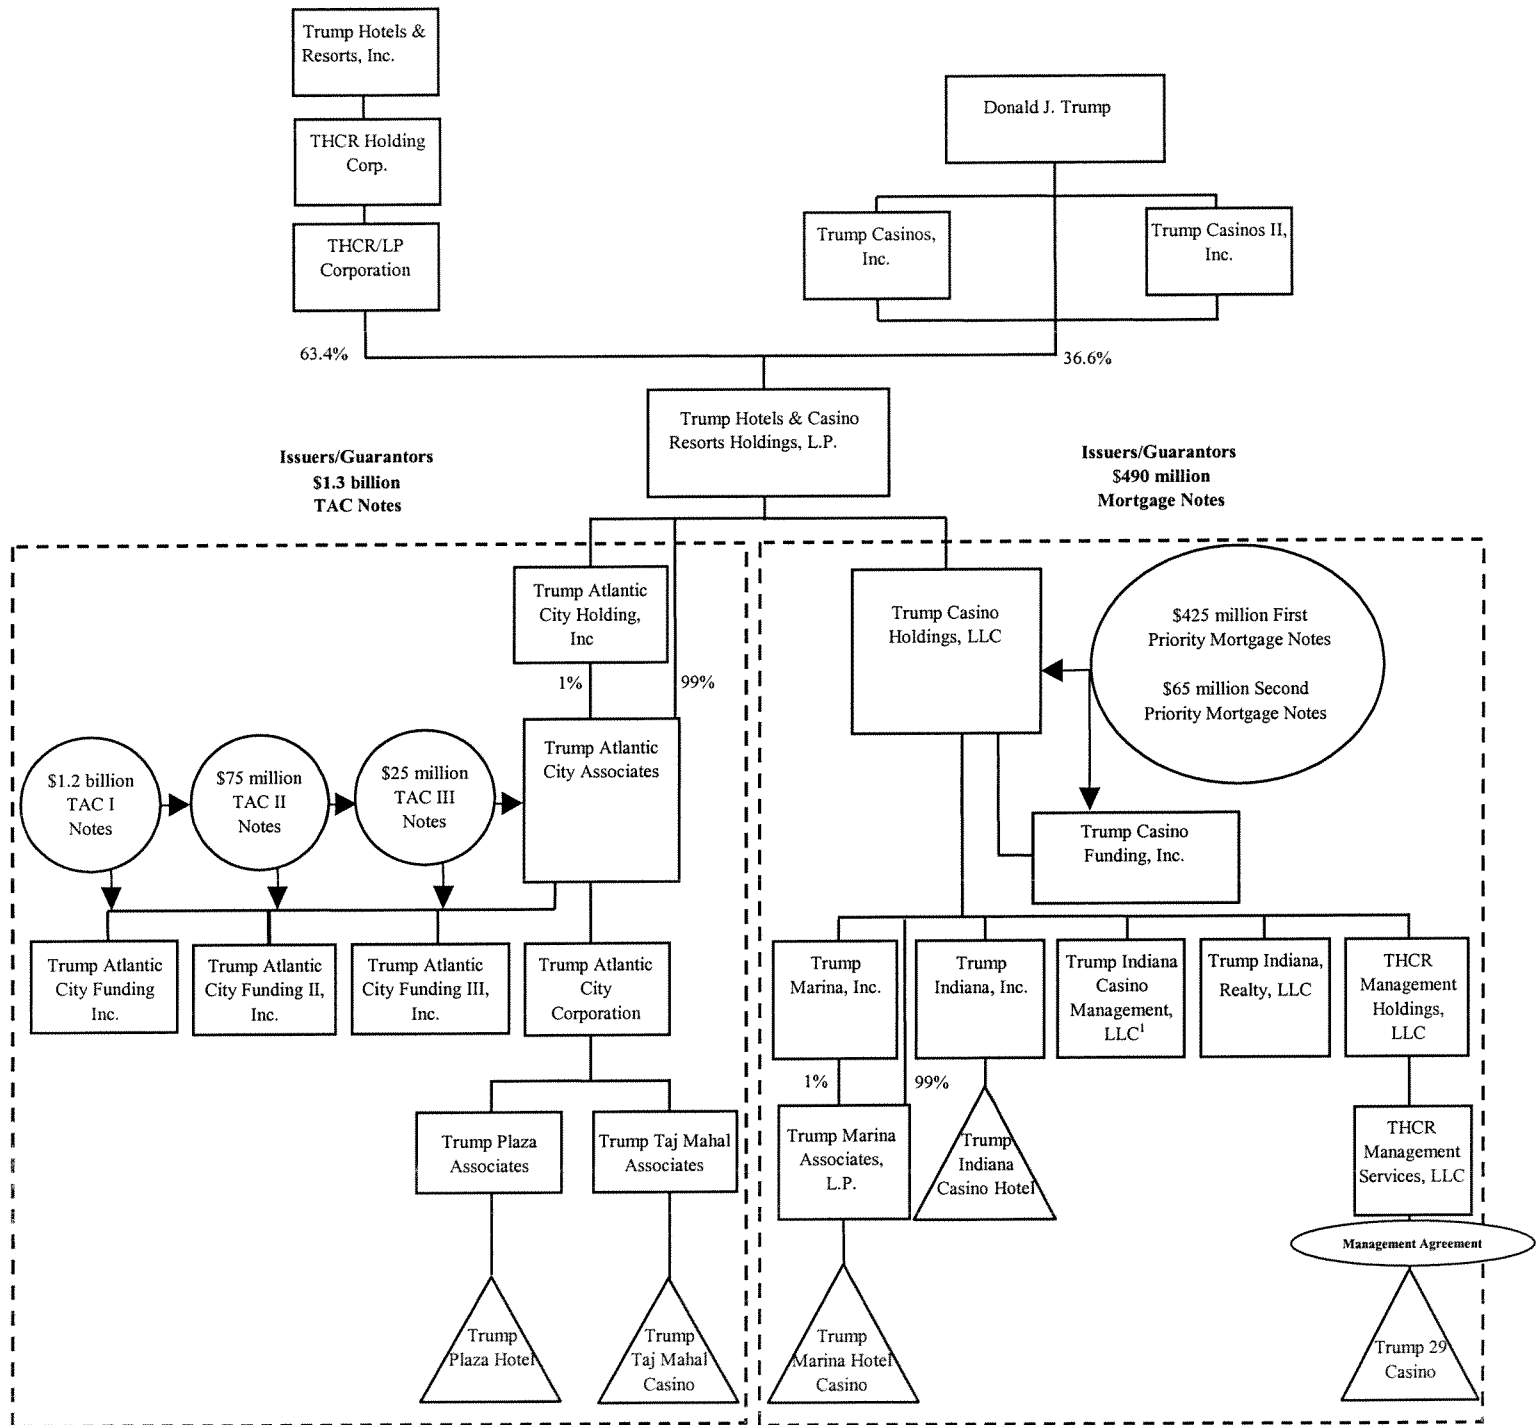 Trump Hotels &
Resorts, Inc.
Donald J. Trump
THCR Holding
Corp.
THCR/LP
Corporation
Trump Casinos,
Inc.
Trump Casinos II,
Inc.
63.4%
36.6%
Trump Hotels & Casino
Resorts Holdings, L.P.
Issuers/Guarantors
$1.3 billion
TAC Notes
Issuers/Guarantors
$490 million
Mortgage Notes
Trump Atlantic
City Holding,
Inc
1%
99%
Trump Atlantic
City Associates
$1.2 billion
TAC I
Notes
$75 million
TAC II
Notes
$25 million
TAC III
Notes
Trump Atlantic
City Funding
Inc.
Trump Atlantic
City Funding II,
Inc.
Trump Atlantic
City Funding III,
Inc.
Trump Atlantic
City
Corporation
Trump Plaza
Associates
Trump Taj Mahal
Associates
Trump
Plaza Hotel
Trump
Taj Mahal
Casino
Trump Casino
Holdings, LLC
$425 million First
Priority Mortgage Notes
$65 million Second
Priority Mortgage Notes
Trump Casino
Funding, Inc.
Trump
Marina, Inc.
Trump
Indiana, Inc.
Trump Indiana
Casino
Management,
LLC¹
Trump Indiana,
Realty, LLC
THCR
Management
Holdings,
LLC
1%
99%
Trump Marina
Associates,
L.P.
Trump
Indiana
Casino Hotel
THCR
Management
Services, LLC
Management Agreement
Trump
Marina Hotel
Casino
Trump 29
Casino